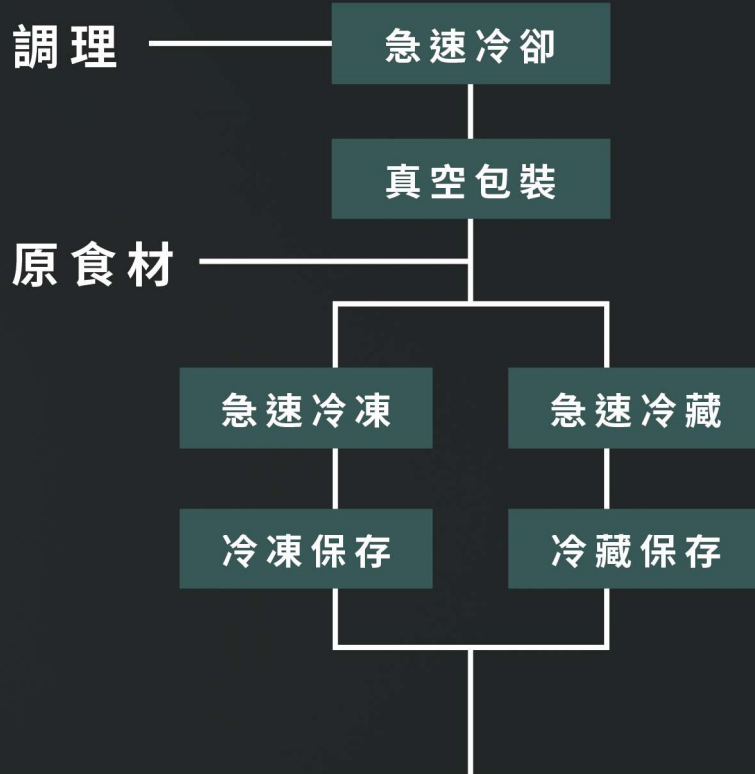 調理
急速冷卻
真空包裝
原食材
急速冷凍
急速冷藏
冷凍保存
冷藏保存